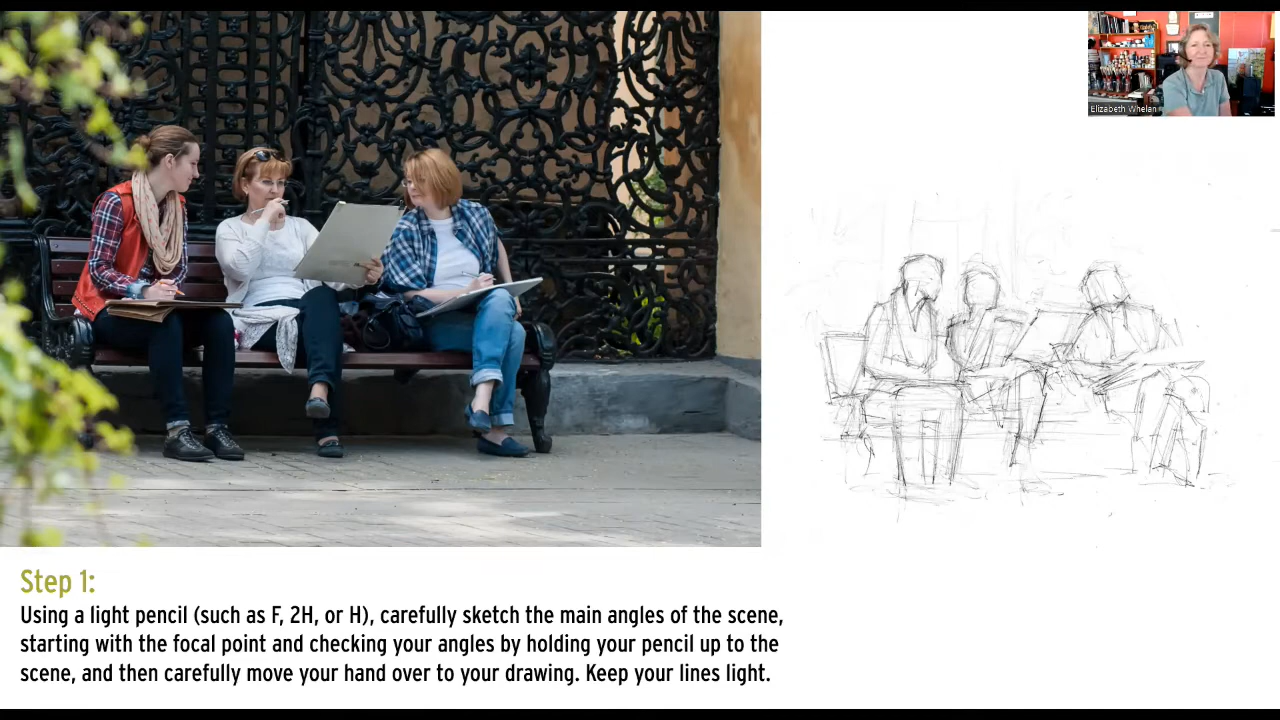 Elizabeth Whelan
Step 1:
Using a light pencil (such as F, 2H, or H), carefully sketch the main angles of the scene,
starting with the focal point and checking your angles by holding your pencil up to the
scene, and then carefully move your hand over to your drawing. Keep your lines light.